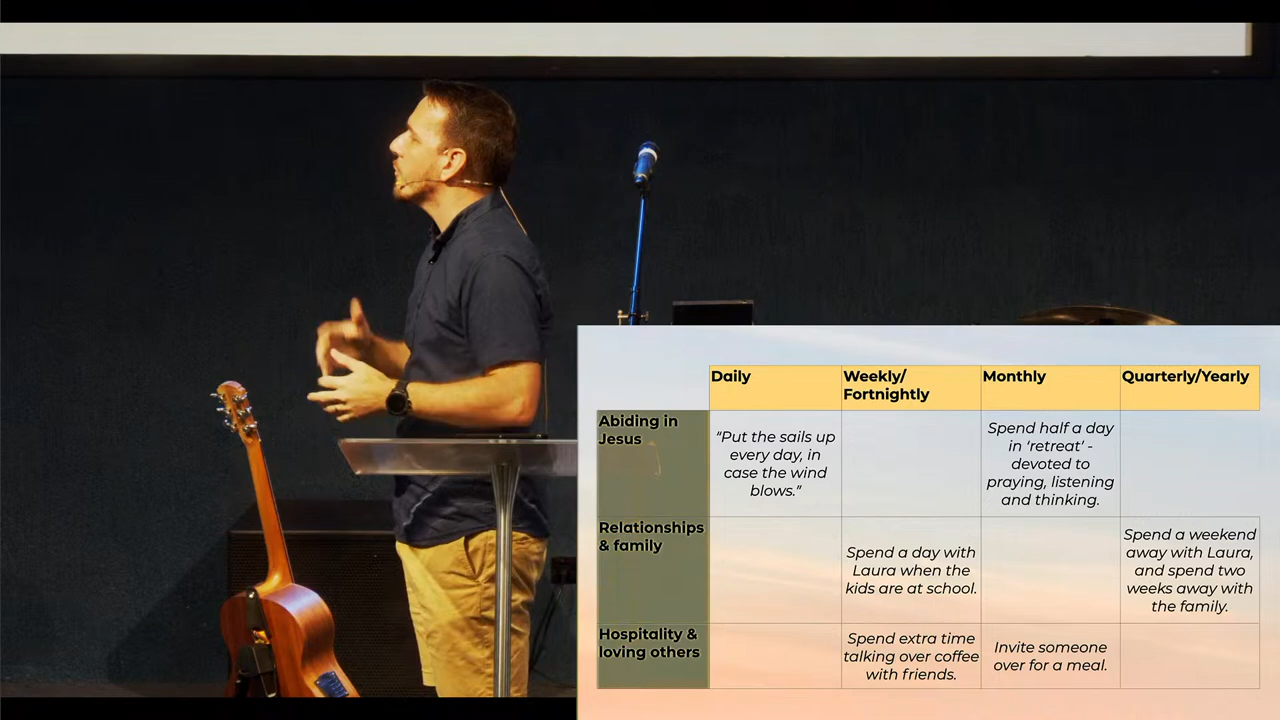 Daily
Weekly/
Fortnightly
Monthly
Quarterly/Yearly
Abiding in
Jesus
"Put the sails up
every day, in
case the wind
blows."
Spend half a day
in ‘retreat’ -
devoted to
praying, listening
and thinking.
Relationships
& family
Spend a day with
Laura when the
kids are at school.
Spend a weekend
away with Laura,
and spend two
weeks away with
the family.
Hospitality &
loving others
Spend extra time
talking over coffee
with friends.
Invite someone
over for a meal.